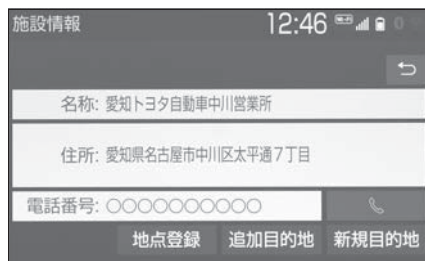 施設情報 12:46
名称: 愛知トヨタ自動車中川営業所
住所: 愛知県名古屋市中川区太平通7丁目
電話番号: ○○○○○○○○○○
地点登録 追加目的地 新規目的地